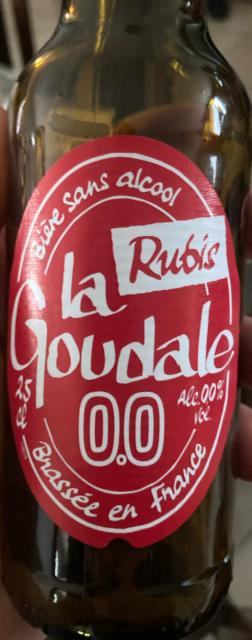 Bière sans alcool
Rubis
la
Goudale
25
cl
0.0
Alc. 0.0%
vol.
Brassée en France